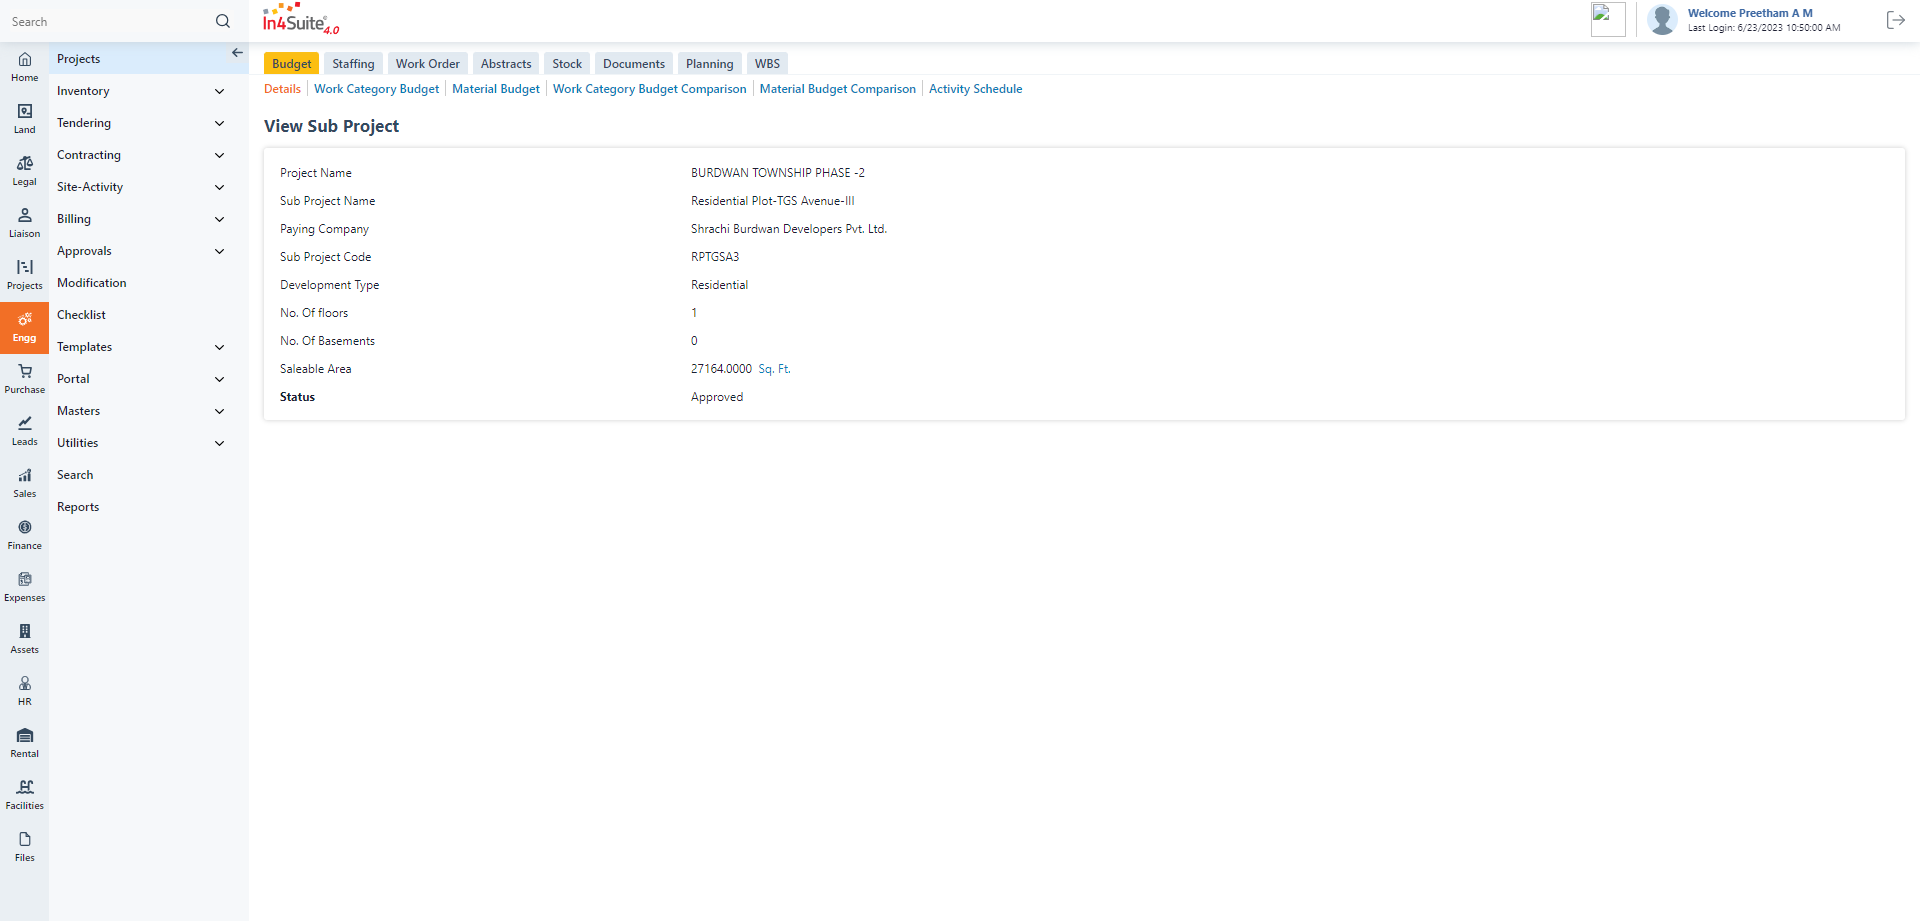 Search
In4Suite® 4.0
Welcome Preetham A M
Last Login: 6/23/2023 10:50:00 AM
Home
Land
Legal
Liaison
Projects
Engg
Purchase
Leads
Sales
Finance
Expenses
Assets
HR
Rental
Facilities
Files
Projects
Inventory
Tendering
Contracting
Site-Activity
Billing
Approvals
Modification
Checklist
Templates
Portal
Masters
Utilities
Search
Reports
Budget Staffing Work Order Abstracts Stock Documents Planning WBS
Details Work Category Budget Material Budget Work Category Budget Comparison Material Budget Comparison Activity Schedule
View Sub Project
Project Name BURDWAN TOWNSHIP PHASE -2
Sub Project Name Residential Plot-TGS Avenue-III
Paying Company Shrachi Burdwan Developers Pvt. Ltd.
Sub Project Code RPTGSA3
Development Type Residential
No. Of floors 1
No. Of Basements 0
Saleable Area 27164.0000 Sq. Ft.
Status Approved